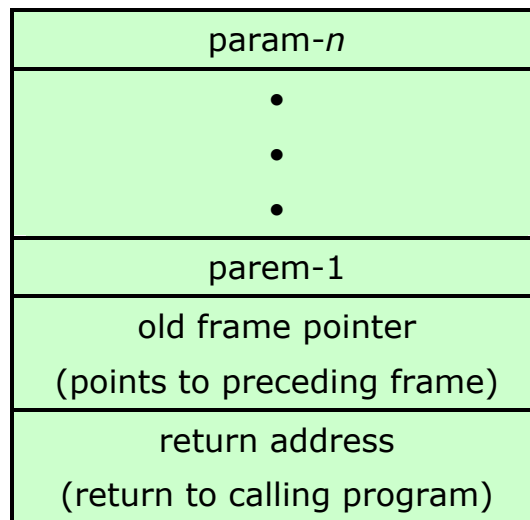 param-n
•
•
•
parem-1
old frame pointer
(points to preceding frame)
return address
(return to calling program)